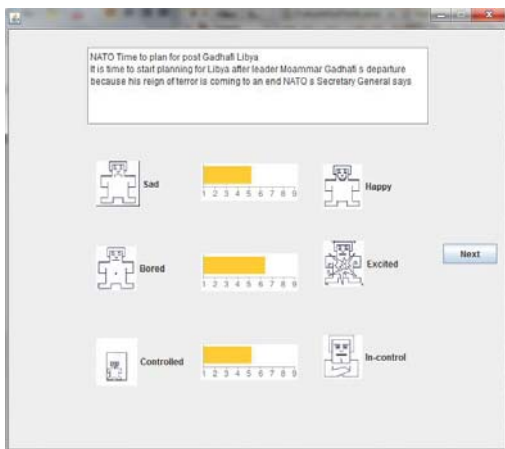 NATO Time to plan for post Gadhafi Libya
It is time to start planning for Libya after leader Moammar Gadhafi s departure
because his reign of terror is coming to an end NATO s Secretary General says
Sad
1 2 3 4 5 6 7 8 9
Happy
Bored
1 2 3 4 5 6 7 8 9
Excited
Next
Controlled
1 2 3 4 5 6 7 8 9
In-control